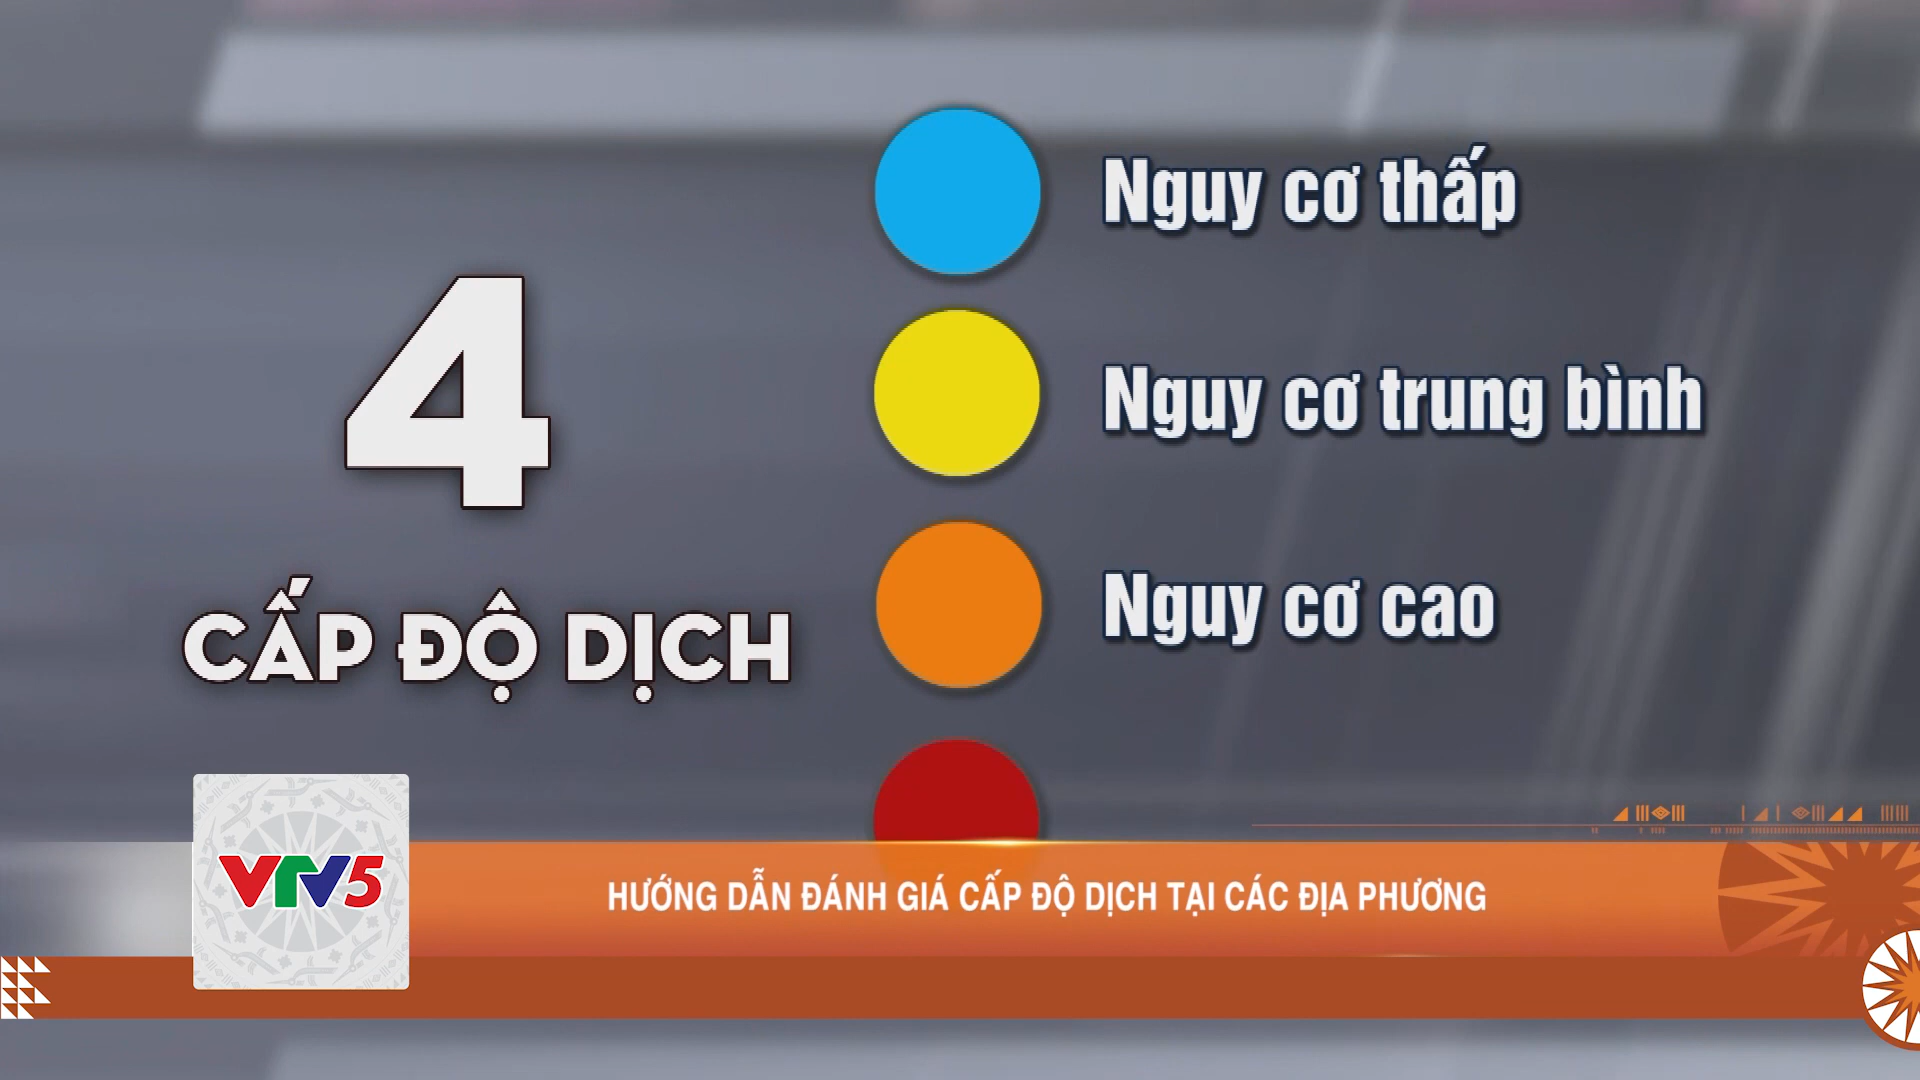 4
CẤP ĐỘ DỊCH
Nguy cơ thấp
Nguy cơ trung bình
Nguy cơ cao
VTV5
HƯỚNG DẪN ĐÁNH GIÁ CẤP ĐỘ DỊCH TẠI CÁC ĐỊA PHƯƠNG